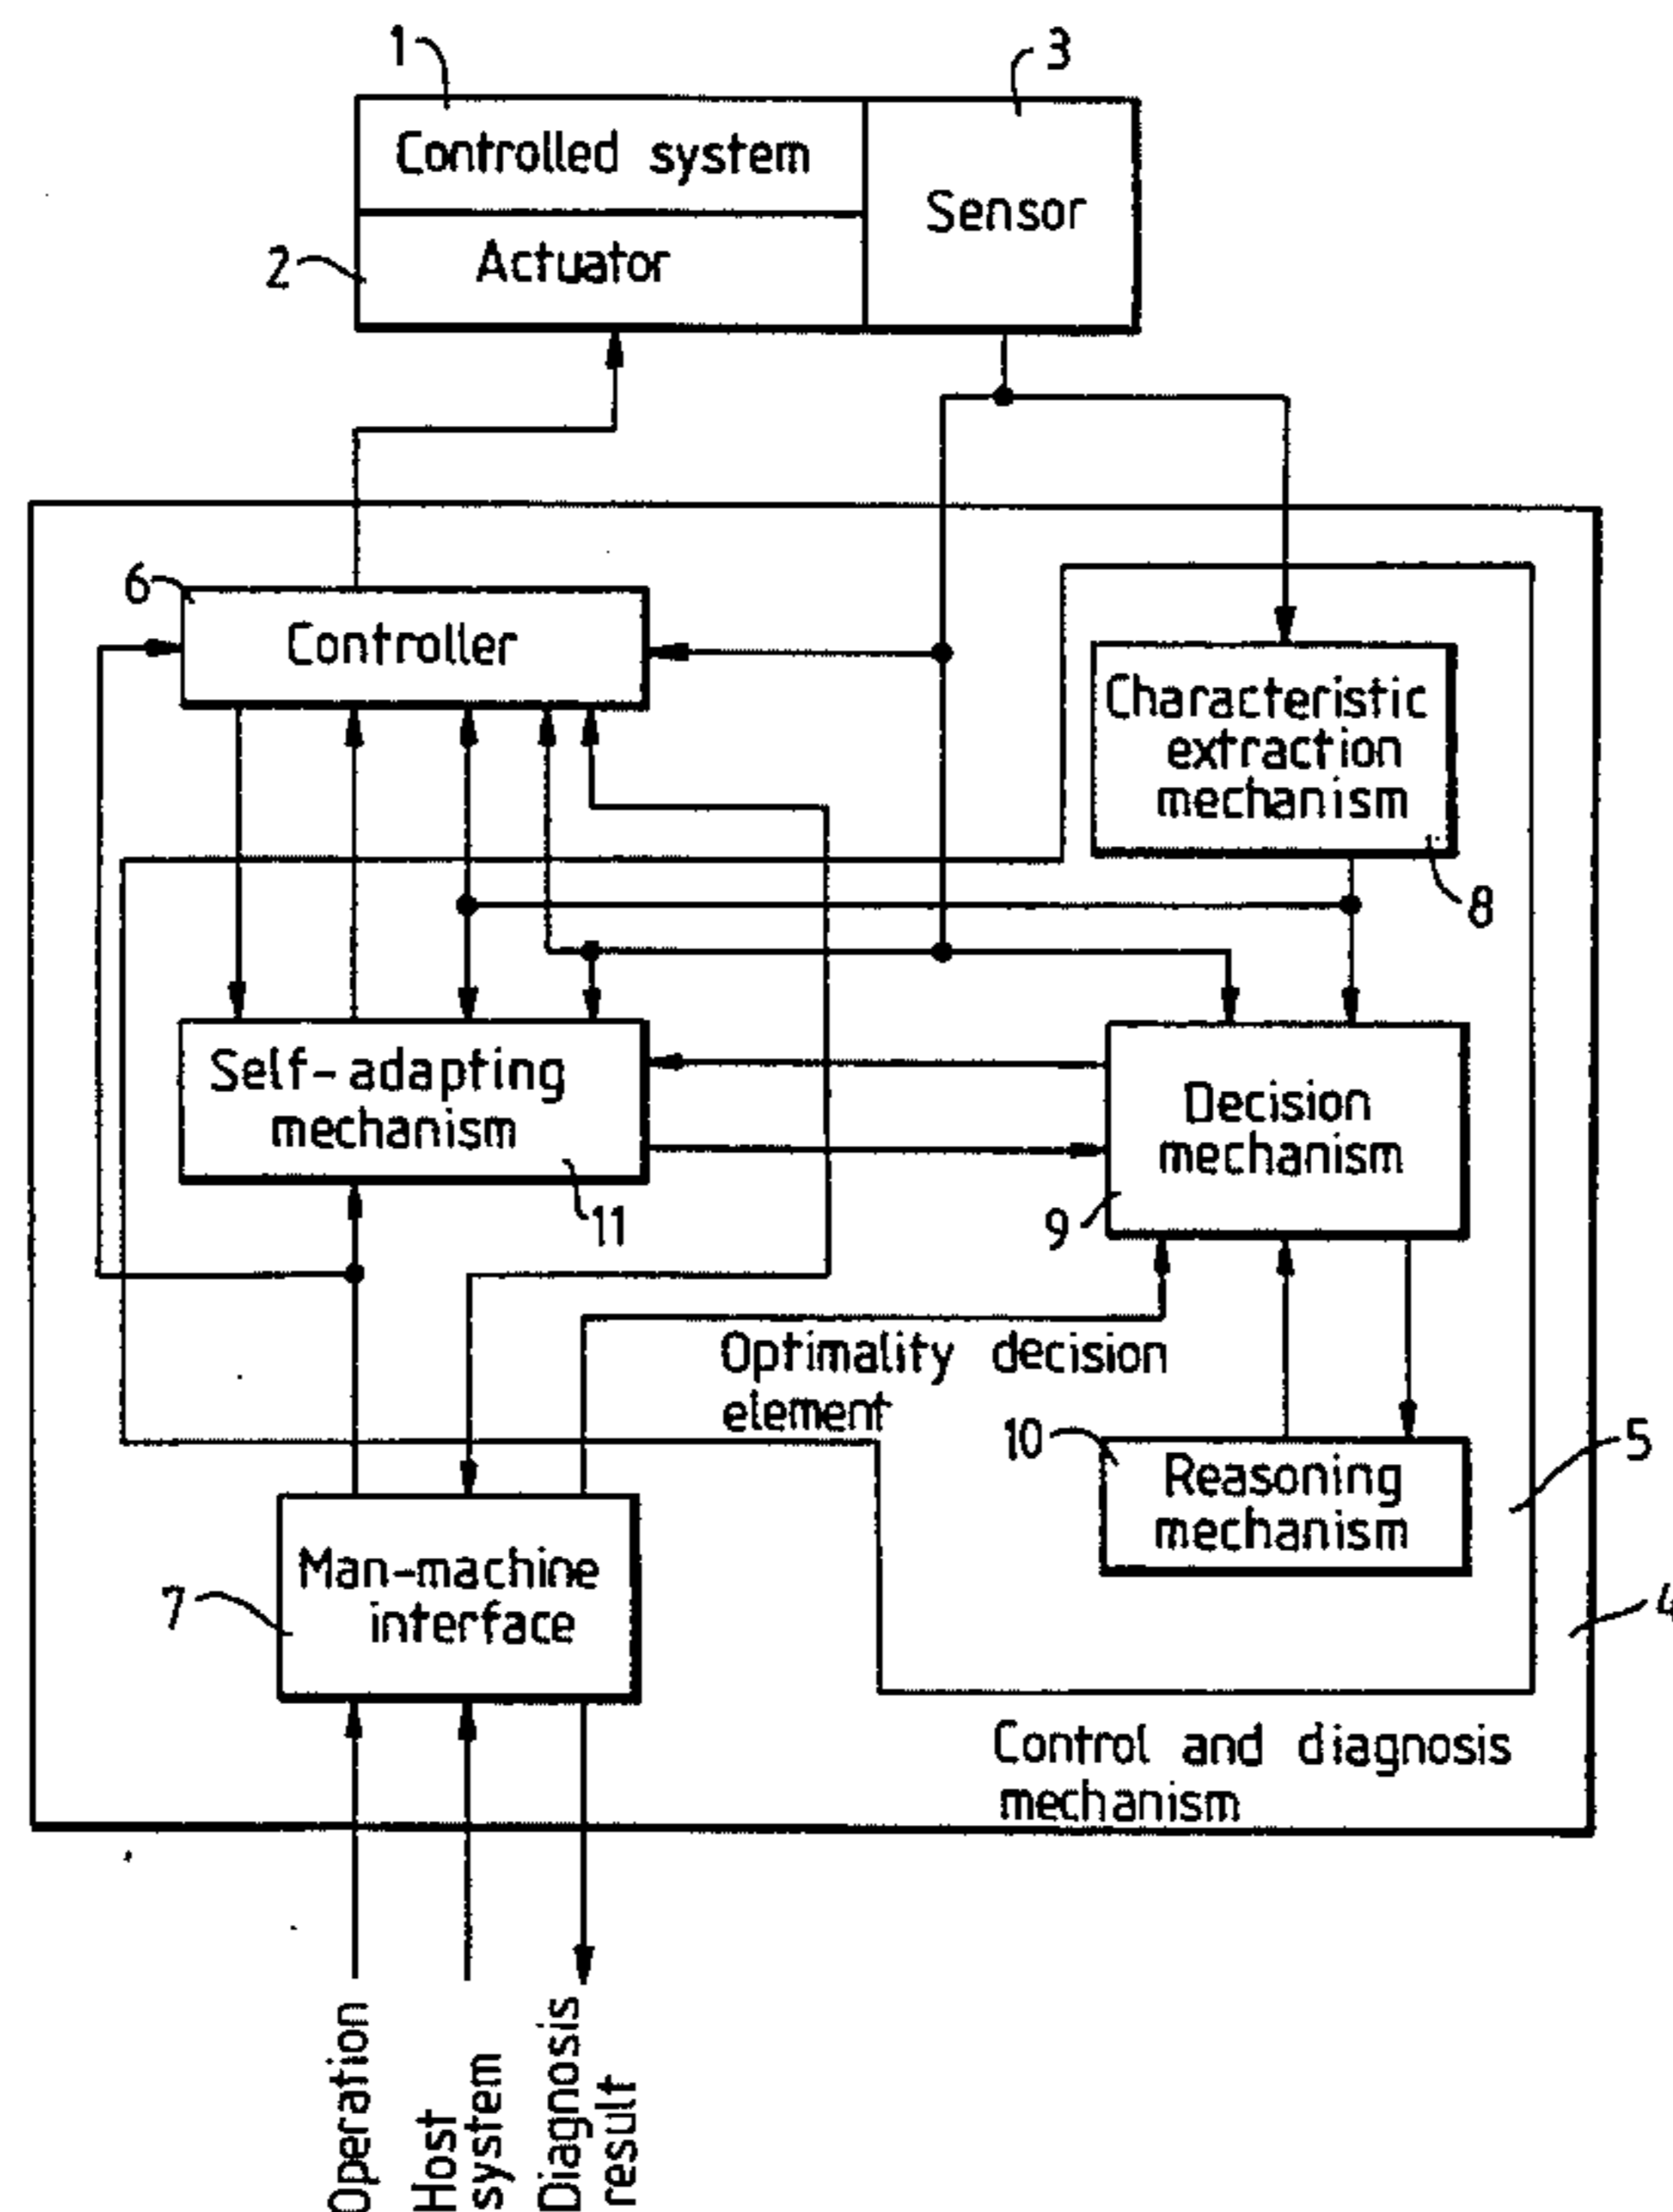 1
3
Controlled system
Sensor
2
Actuator
6
Controller
Characteristic
extraction
mechanism
8
Self-adapting
mechanism
11
Decision
mechanism
9
Optimality decision
element
10
Reasoning
mechanism
5
4
7
Man-machine
interface
Control and diagnosis
mechanism
Operation
Host
system
Diagnosis
result